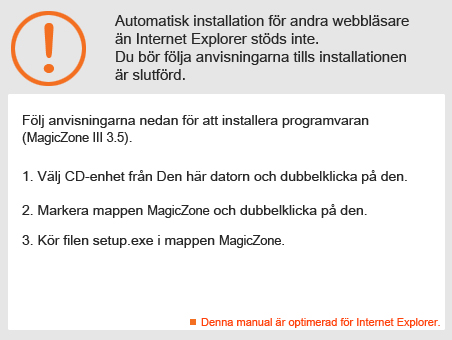 Automatisk installation för andra webbläsare
än Internet Explorer stöds inte.
Du bör följa anvisningarna tills installationen
är slutförd.
Följ anvisningarna nedan för att installera programvaran
(MagicZone III 3.5).
1. Välj CD-enhet från Den här datorn och dubbelklicka på den.
2. Markera mappen MagicZone och dubbelklicka på den.
3. Kör filen setup.exe i mappen MagicZone.
Denna manual är optimerad för Internet Explorer.